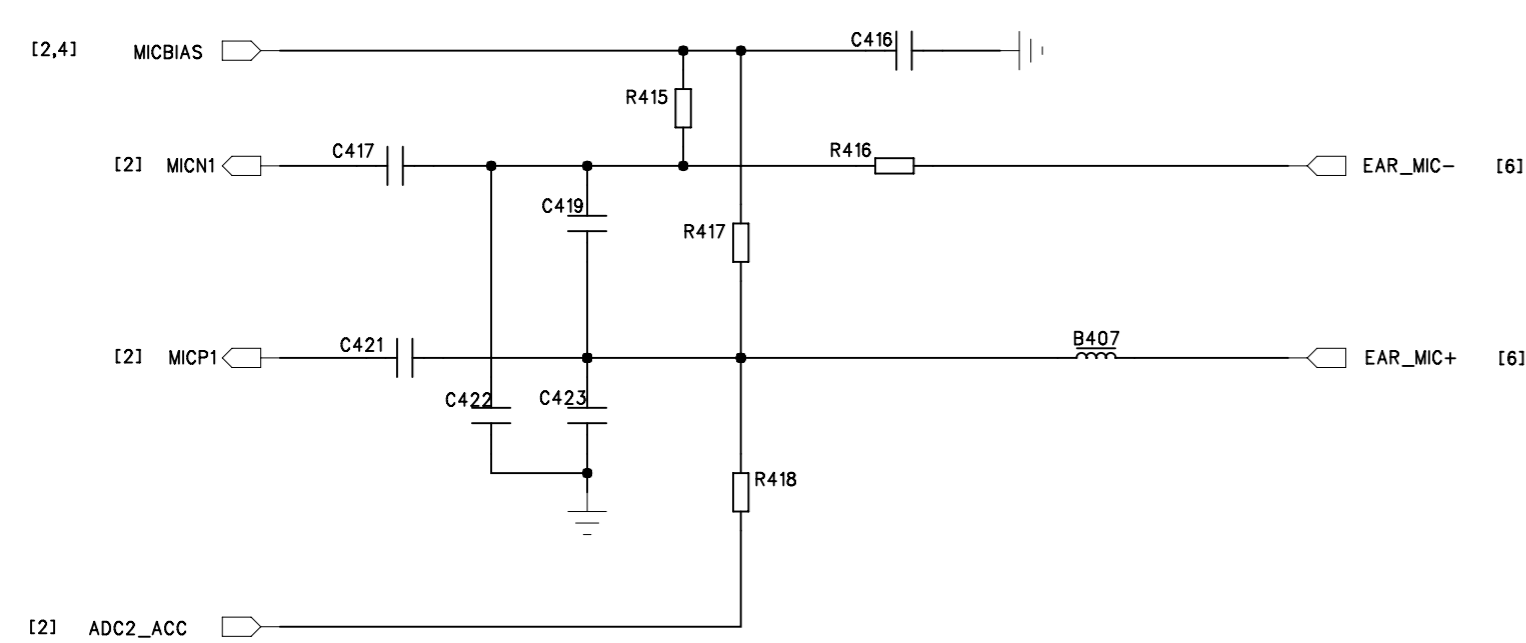 [2,4] MICBIAS
C416
R415
[2] MICN1
C417
R416
EAR_MIC- [6]
C419
R417
[2] MICP1
C421
B407
EAR_MIC+ [6]
C422
C423
R418
[2] ADC2_ACC